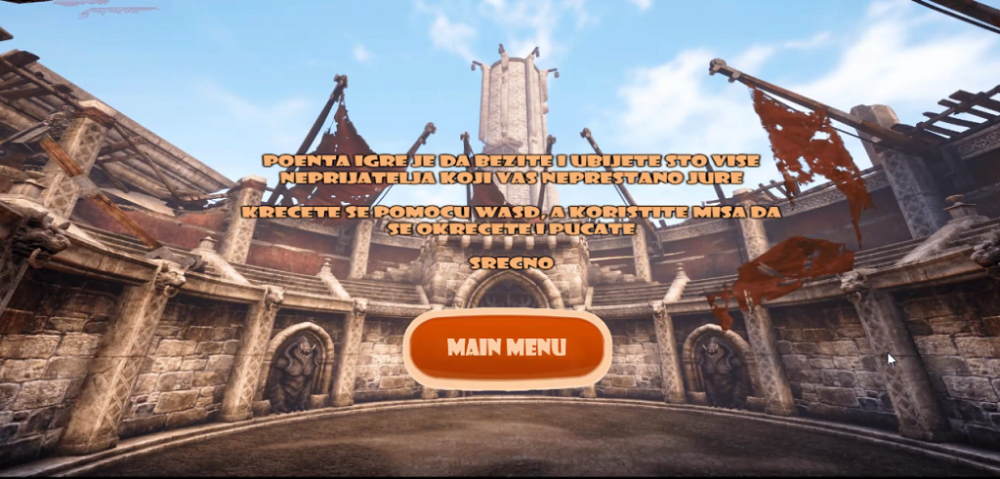 POENTA IGRE JE DA BEZITE I UBIJETE STO VISE
NEPRIJATELJA KOJI VAS NEPRESTANO JURE
KRECETE SE POMOCU WASD, A KORISTITE MISA DA
SE OKRECETE I PUCATE
SRECNO
MAIN MENU